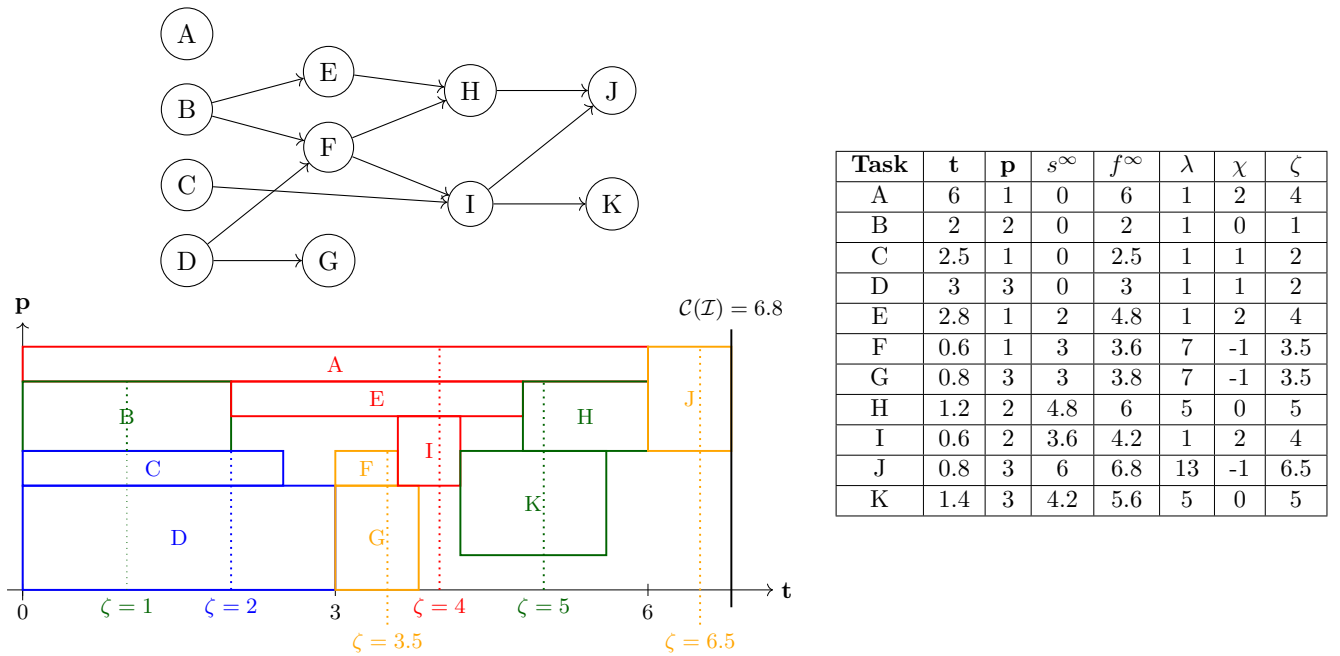 A
B
C
D
E
F
G
H
I
J
K
p
C(I) = 6.8
A
B
E
H
J
C
F
I
D
G
K
t
0
3
6
ζ = 1
ζ = 2
ζ = 4
ζ = 5
ζ = 3.5
ζ = 6.5
Task t p s^∞ f^∞ λ χ ζ
A 6 1 0 6 1 2 4
B 2 2 0 2 1 0 1
C 2.5 1 0 2.5 1 1 2
D 3 3 0 3 1 1 2
E 2.8 1 2 4.8 1 2 4
F 0.6 1 3 3.6 7 -1 3.5
G 0.8 3 3 3.8 7 -1 3.5
H 1.2 2 4.8 6 5 0 5
I 0.6 2 3.6 4.2 1 2 4
J 0.8 3 6 6.8 13 -1 6.5
K 1.4 3 4.2 5.6 5 0 5